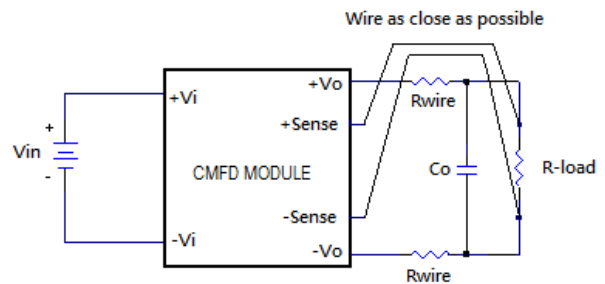 Wire as close as possible
+Vo
Rwire
+Vi
+Sense
+
Vin
-
CMFD MODULE
Co
R-load
-Sense
-Vi
-Vo
Rwire